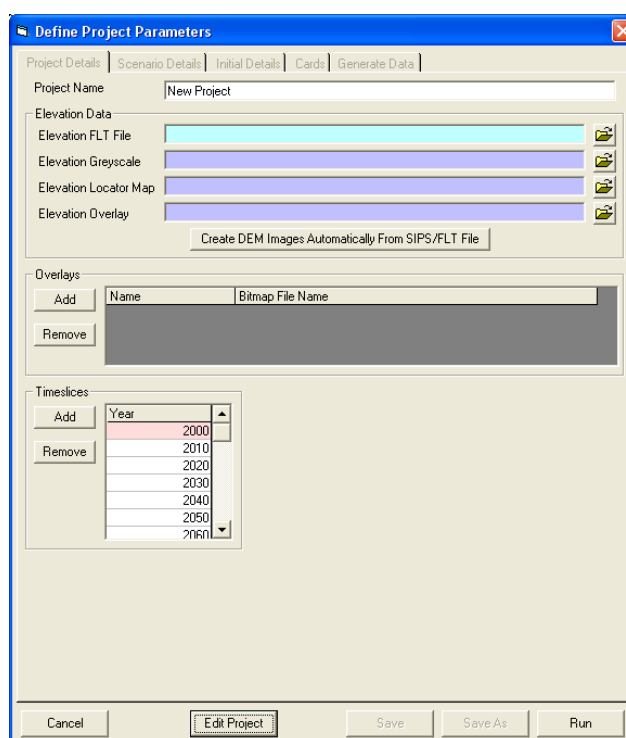 Define Project Parameters
Project Details Scenario Details Initial Details Cards Generate Data
Project Name New Project
Elevation Data
Elevation FLT File
Elevation Greyscale
Elevation Locator Map
Elevation Overlay
Create DEM Images Automatically From SIPS/FLT File
Overlays
Add Name Bitmap File Name
Remove
Timeslices
Add Year
2000
Remove 2010
2020
2030
2040
2050
2060
Cancel Edit Project Save Save As Run